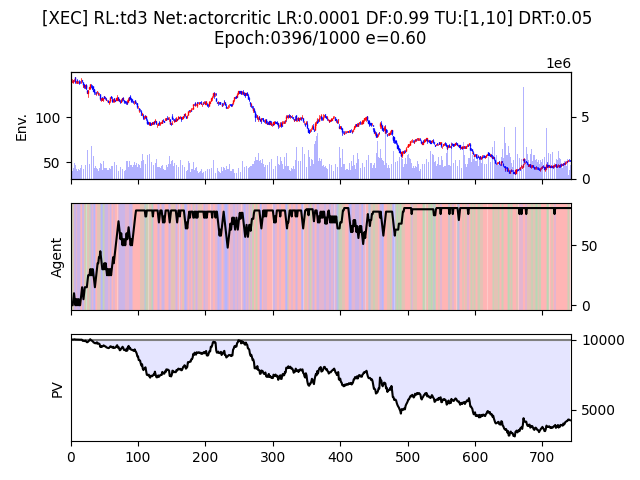 [XEC] RL:td3 Net:actorcritic LR:0.0001 DF:0.99 TU:[1,10] DRT:0.05
Epoch:0396/1000 e=0.60
1e6
Env.
100
50
5
0
Agent
50
0
PV
10000
5000
0 100 200 300 400 500 600 700